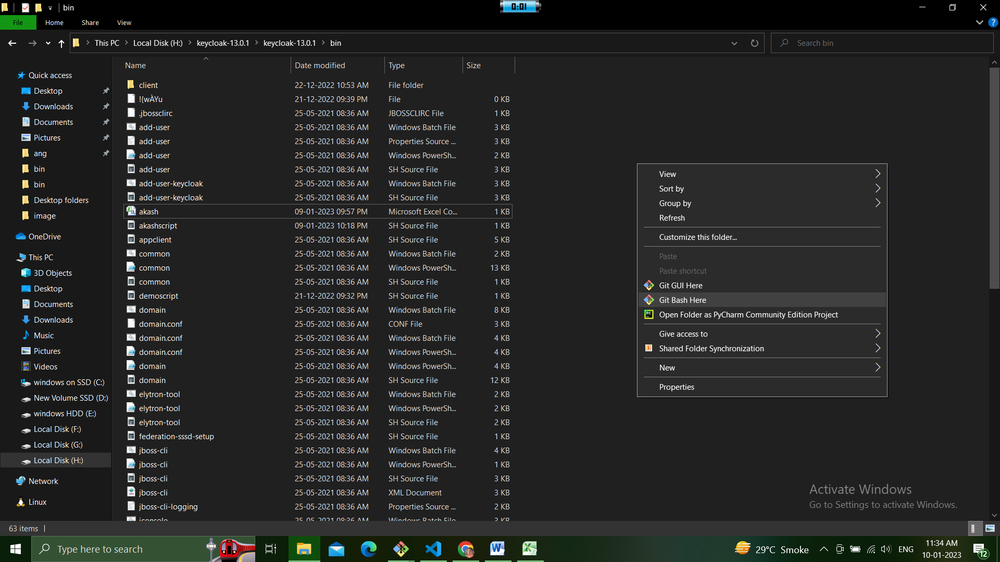 bin
0:01
File Home Share View
This PC Local Disk (H:) keycloak-13.0.1 keycloak-13.0.1 bin
Search bin
Quick access
Desktop
Downloads
Documents
Pictures
ang
bin
bin
Desktop folders
image
OneDrive
This PC
3D Objects
Desktop
Documents
Downloads
Music
Pictures
Videos
windows on SSD (C:)
New Volume SSD (D:)
windows HDD (E:)
Local Disk (F:)
Local Disk (G:)
Local Disk (H:)
Network
Linux
Name Date modified Type Size
client 22-12-2022 10:53 AM File folder
!{wÀYu 21-12-2022 09:39 PM File 0 KB
.jbossclirc 25-05-2021 08:36 AM JBOSSCLIRC File 1 KB
add-user 25-05-2021 08:36 AM Windows Batch File 3 KB
add-user 25-05-2021 08:36 AM Properties Source ... 3 KB
add-user 25-05-2021 08:36 AM Windows PowerSh... 2 KB
add-user 25-05-2021 08:36 AM SH Source File 3 KB
add-user-keycloak 25-05-2021 08:36 AM Windows Batch File 3 KB
add-user-keycloak 25-05-2021 08:36 AM SH Source File 3 KB
akash 09-01-2023 09:57 PM Microsoft Excel Co... 1 KB
akashscript 09-01-2023 10:18 PM SH Source File 1 KB
appclient 25-05-2021 08:36 AM SH Source File 5 KB
common 25-05-2021 08:36 AM Windows Batch File 2 KB
common 25-05-2021 08:36 AM Windows PowerSh... 13 KB
common 25-05-2021 08:36 AM SH Source File 1 KB
demoscript 21-12-2022 09:32 PM SH Source File 1 KB
domain 25-05-2021 08:36 AM Windows Batch File 8 KB
domain.conf 25-05-2021 08:36 AM CONF File 3 KB
domain.conf 25-05-2021 08:36 AM Windows Batch File 4 KB
domain.conf 25-05-2021 08:36 AM Windows PowerSh... 4 KB
domain 25-05-2021 08:36 AM Windows PowerSh... 4 KB
domain 25-05-2021 08:36 AM SH Source File 12 KB
elytron-tool 25-05-2021 08:36 AM Windows Batch File 2 KB
elytron-tool 25-05-2021 08:36 AM Windows PowerSh... 2 KB
elytron-tool 25-05-2021 08:36 AM SH Source File 2 KB
federation-sssd-setup 25-05-2021 08:36 AM SH Source File 1 KB
jboss-cli 25-05-2021 08:36 AM Windows Batch File 4 KB
jboss-cli 25-05-2021 08:36 AM Windows PowerSh... 1 KB
jboss-cli 25-05-2021 08:36 AM SH Source File 3 KB
jboss-cli 25-05-2021 08:36 AM XML Document 3 KB
jboss-cli-logging 25-05-2021 08:36 AM Properties Source ... 2 KB
jconsole 25-05-2021 08:36 AM Windows Batch File 3 KB
View
Sort by
Group by
Refresh
Customize this folder...
Paste
Paste shortcut
Git GUI Here
Git Bash Here
Open Folder as PyCharm Community Edition Project
Give access to
Shared Folder Synchronization
New
Properties
Activate Windows
Go to Settings to activate Windows.
63 items
Type here to search
29°C Smoke
ENG
11:34 AM
10-01-2023
12